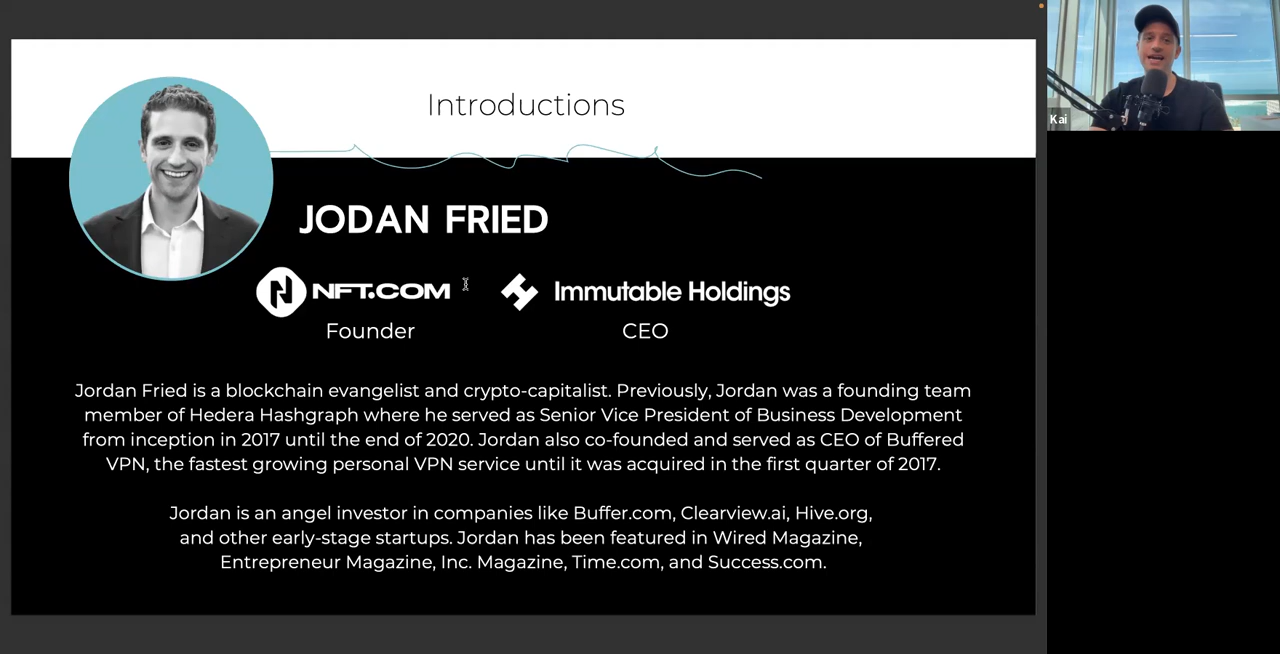 Introductions
JODAN FRIED
NFT.COM
Immutable Holdings
Founder
CEO
Jordan Fried is a blockchain evangelist and crypto-capitalist. Previously, Jordan was a founding team
member of Hedera Hashgraph where he served as Senior Vice President of Business Development
from inception in 2017 until the end of 2020. Jordan also co-founded and served as CEO of Buffered
VPN, the fastest growing personal VPN service until it was acquired in the first quarter of 2017.
Jordan is an angel investor in companies like Buffer.com, Clearview.ai, Hive.org,
and other early-stage startups. Jordan has been featured in Wired Magazine,
Entrepreneur Magazine, Inc. Magazine, Time.com, and Success.com.
Kai